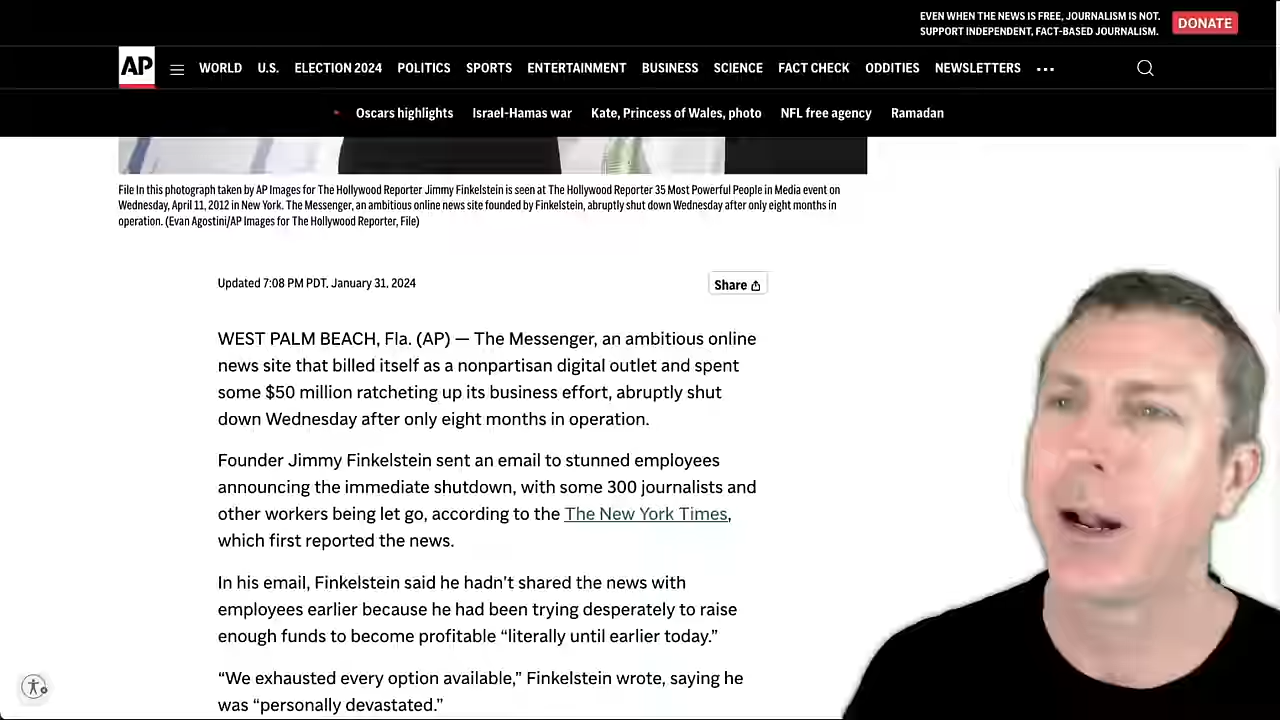 EVEN WHEN THE NEWS IS FREE, JOURNALISM IS NOT.
SUPPORT INDEPENDENT, FACT-BASED JOURNALISM.
DONATE
AP
WORLD U.S. ELECTION 2024 POLITICS SPORTS ENTERTAINMENT BUSINESS SCIENCE FACT CHECK ODDITIES NEWSLETTERS
Oscars highlights Israel-Hamas war Kate, Princess of Wales, photo NFL free agency Ramadan
File In this photograph taken by AP Images for The Hollywood Reporter Jimmy Finkelstein is seen at The Hollywood Reporter 35 Most Powerful People in Media event on
Wednesday, April 11, 2012 in New York. The Messenger, an ambitious online news site founded by Finkelstein, abruptly shut down Wednesday after only eight months in
operation. (Evan Agostini/AP Images for The Hollywood Reporter, File)
Updated 7:08 PM PDT, January 31, 2024
Share
WEST PALM BEACH, Fla. (AP) — The Messenger, an ambitious online
news site that billed itself as a nonpartisan digital outlet and spent
some $50 million ratcheting up its business effort, abruptly shut
down Wednesday after only eight months in operation.
Founder Jimmy Finkelstein sent an email to stunned employees
announcing the immediate shutdown, with some 300 journalists and
other workers being let go, according to the The New York Times,
which first reported the news.
In his email, Finkelstein said he hadn’t shared the news with
employees earlier because he had been trying desperately to raise
enough funds to become profitable “literally until earlier today.”
“We exhausted every option available,” Finkelstein wrote, saying he
was “personally devastated.”